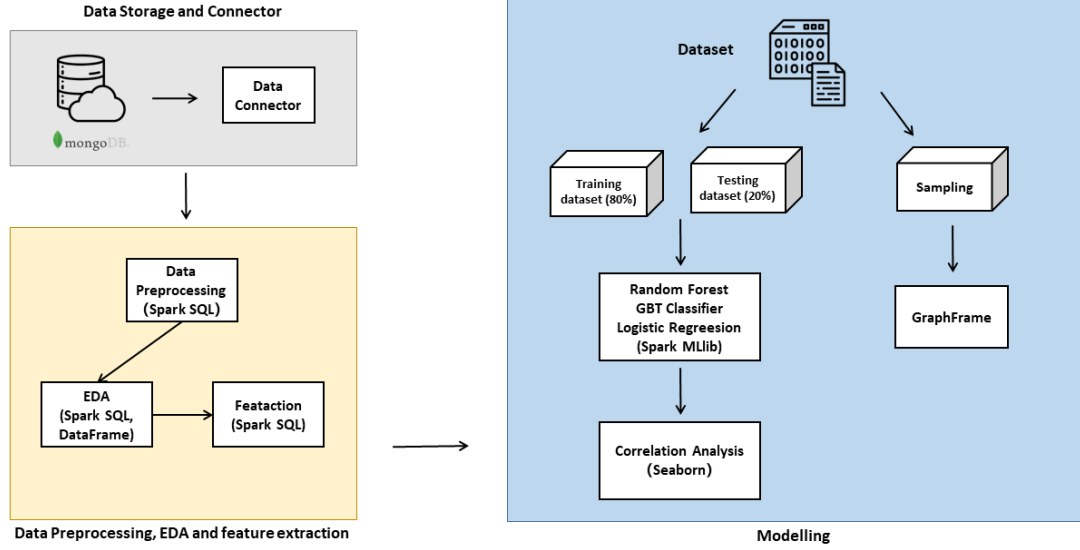 Data Storage and Connector
Data
Connector
mongoDB.
Data
Preprocessing
(Spark SQL)
EDA
(Spark SQL,
DataFrame)
Feataction
(Spark SQL)
Data Preprocessing, EDA and feature extraction
Dataset
010100
010010
Training
dataset (80%)
Testing
dataset (20%)
Sampling
Random Forest
GBT Classifier
Logistic Regreesion
(Spark MLlib)
GraphFrame
Correlation Analysis
(Seaborn)
Modelling